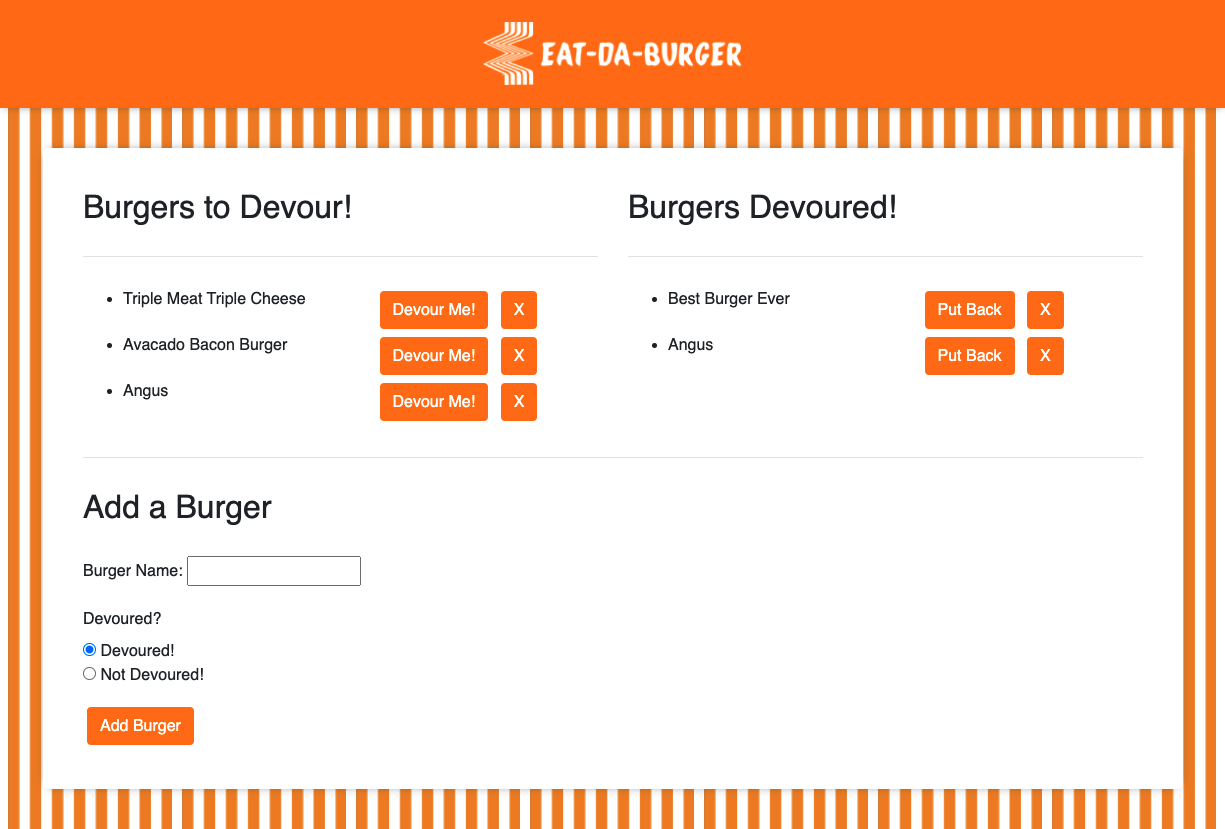 EAT-DA-BURGER
Burgers to Devour!
Triple Meat Triple Cheese Devour Me! X
Avacado Bacon Burger Devour Me! X
Angus Devour Me! X
Burgers Devoured!
Best Burger Ever Put Back X
Angus Put Back X
Add a Burger
Burger Name:
Devoured?
Devoured!
Not Devoured!
Add Burger